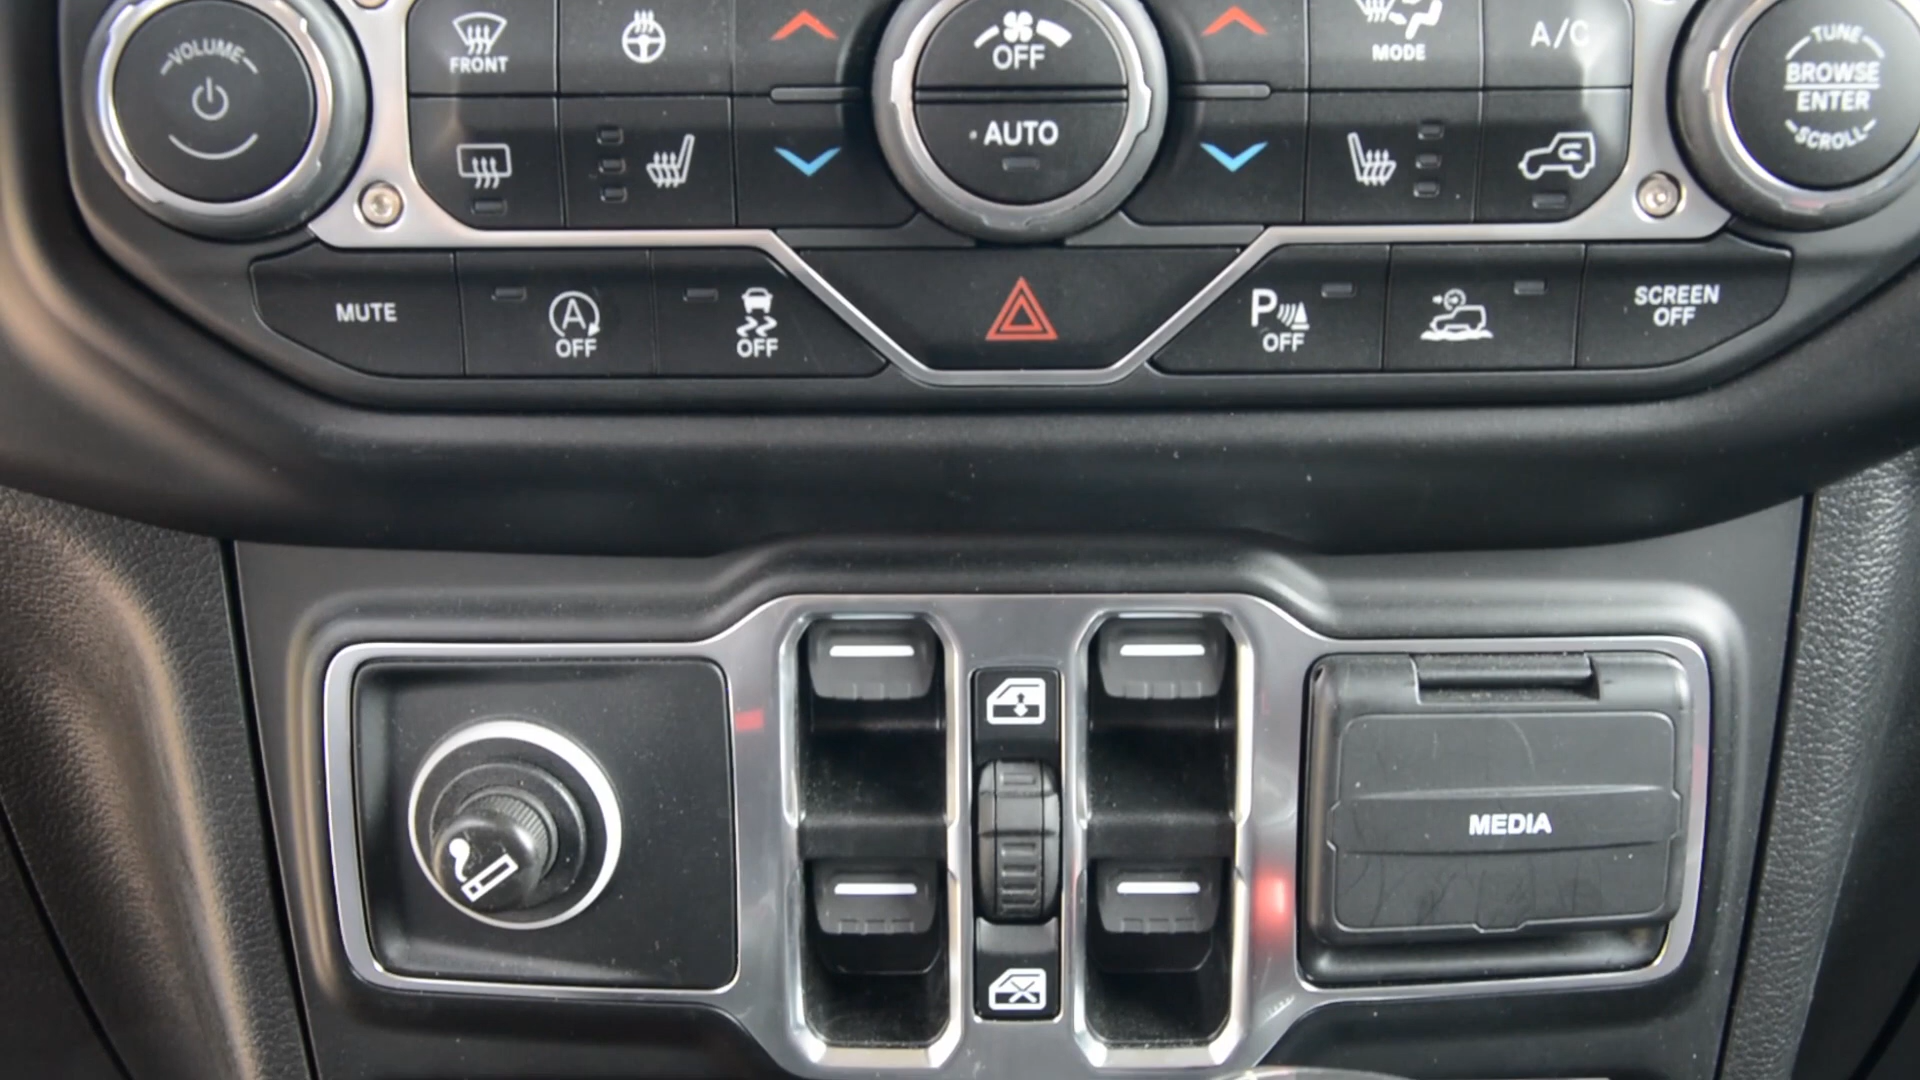 VOLUME
FRONT
OFF
MODE
A/C
TUNE
BROWSE
ENTER
SCROLL
AUTO
MUTE
A
OFF
OFF
P
OFF
SCREEN
OFF
MEDIA